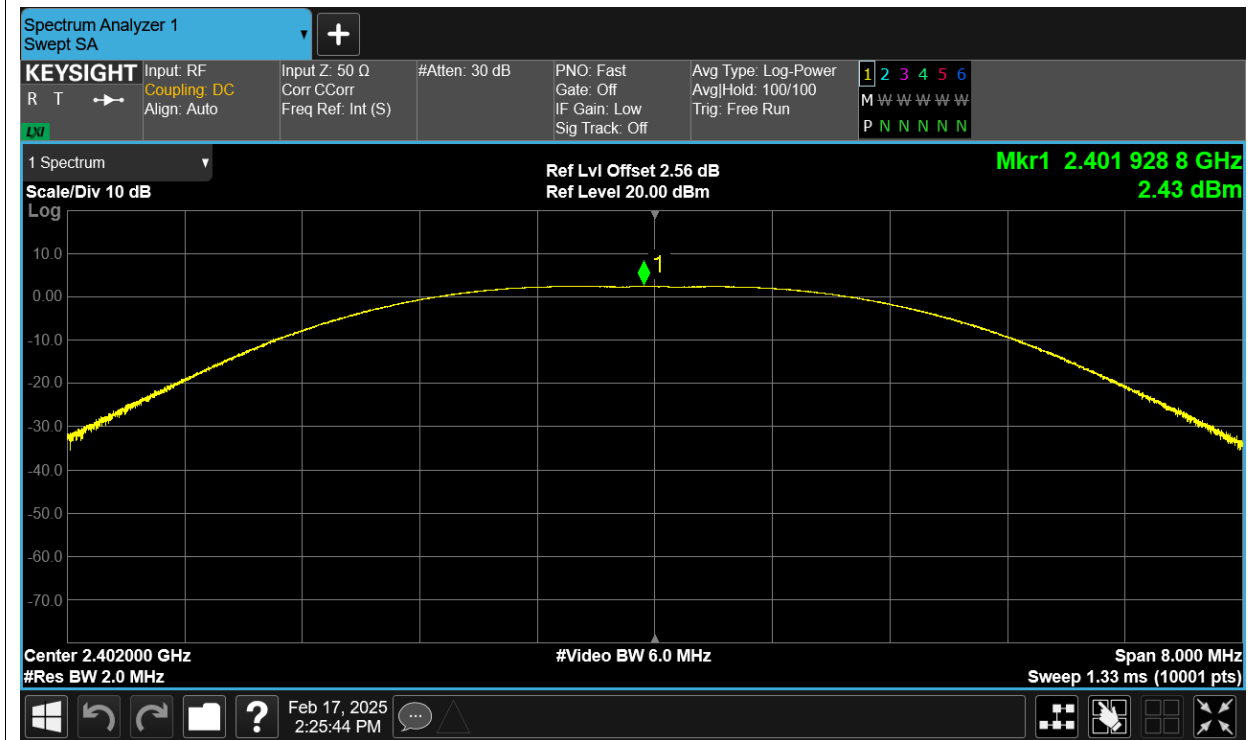 Spectrum Analyzer 1
Swept SA
KEYSIGHT
R T
LXI
Input: RF
Coupling: DC
Align: Auto
Input Z: 50 Ω
Corr CCorr
Freq Ref: Int (S)
#Atten: 30 dB
PNO: Fast
Gate: Off
IF Gain: Low
Sig Track: Off
Avg Type: Log-Power
Avg|Hold: 100/100
Trig: Free Run
1 2 3 4 5 6
M W W W W W
P N N N N N
1 Spectrum
Scale/Div 10 dB
Ref Lvl Offset 2.56 dB
Ref Level 20.00 dBm
Mkr1 2.401 928 8 GHz
2.43 dBm
Log
10.0
0.00
-10.0
-20.0
-30.0
-40.0
-50.0
-60.0
-70.0
1
Center 2.402000 GHz
#Res BW 2.0 MHz
#Video BW 6.0 MHz
Span 8.000 MHz
Sweep 1.33 ms (10001 pts)
?
Feb 17, 2025
2:25:44 PM